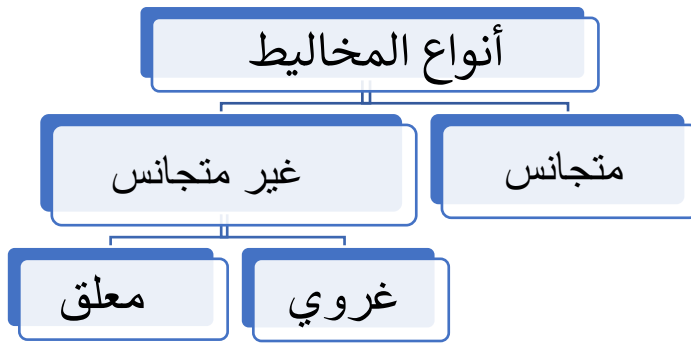 أنواع المخاليط
متجانس
غير متجانس
غروي
معلق